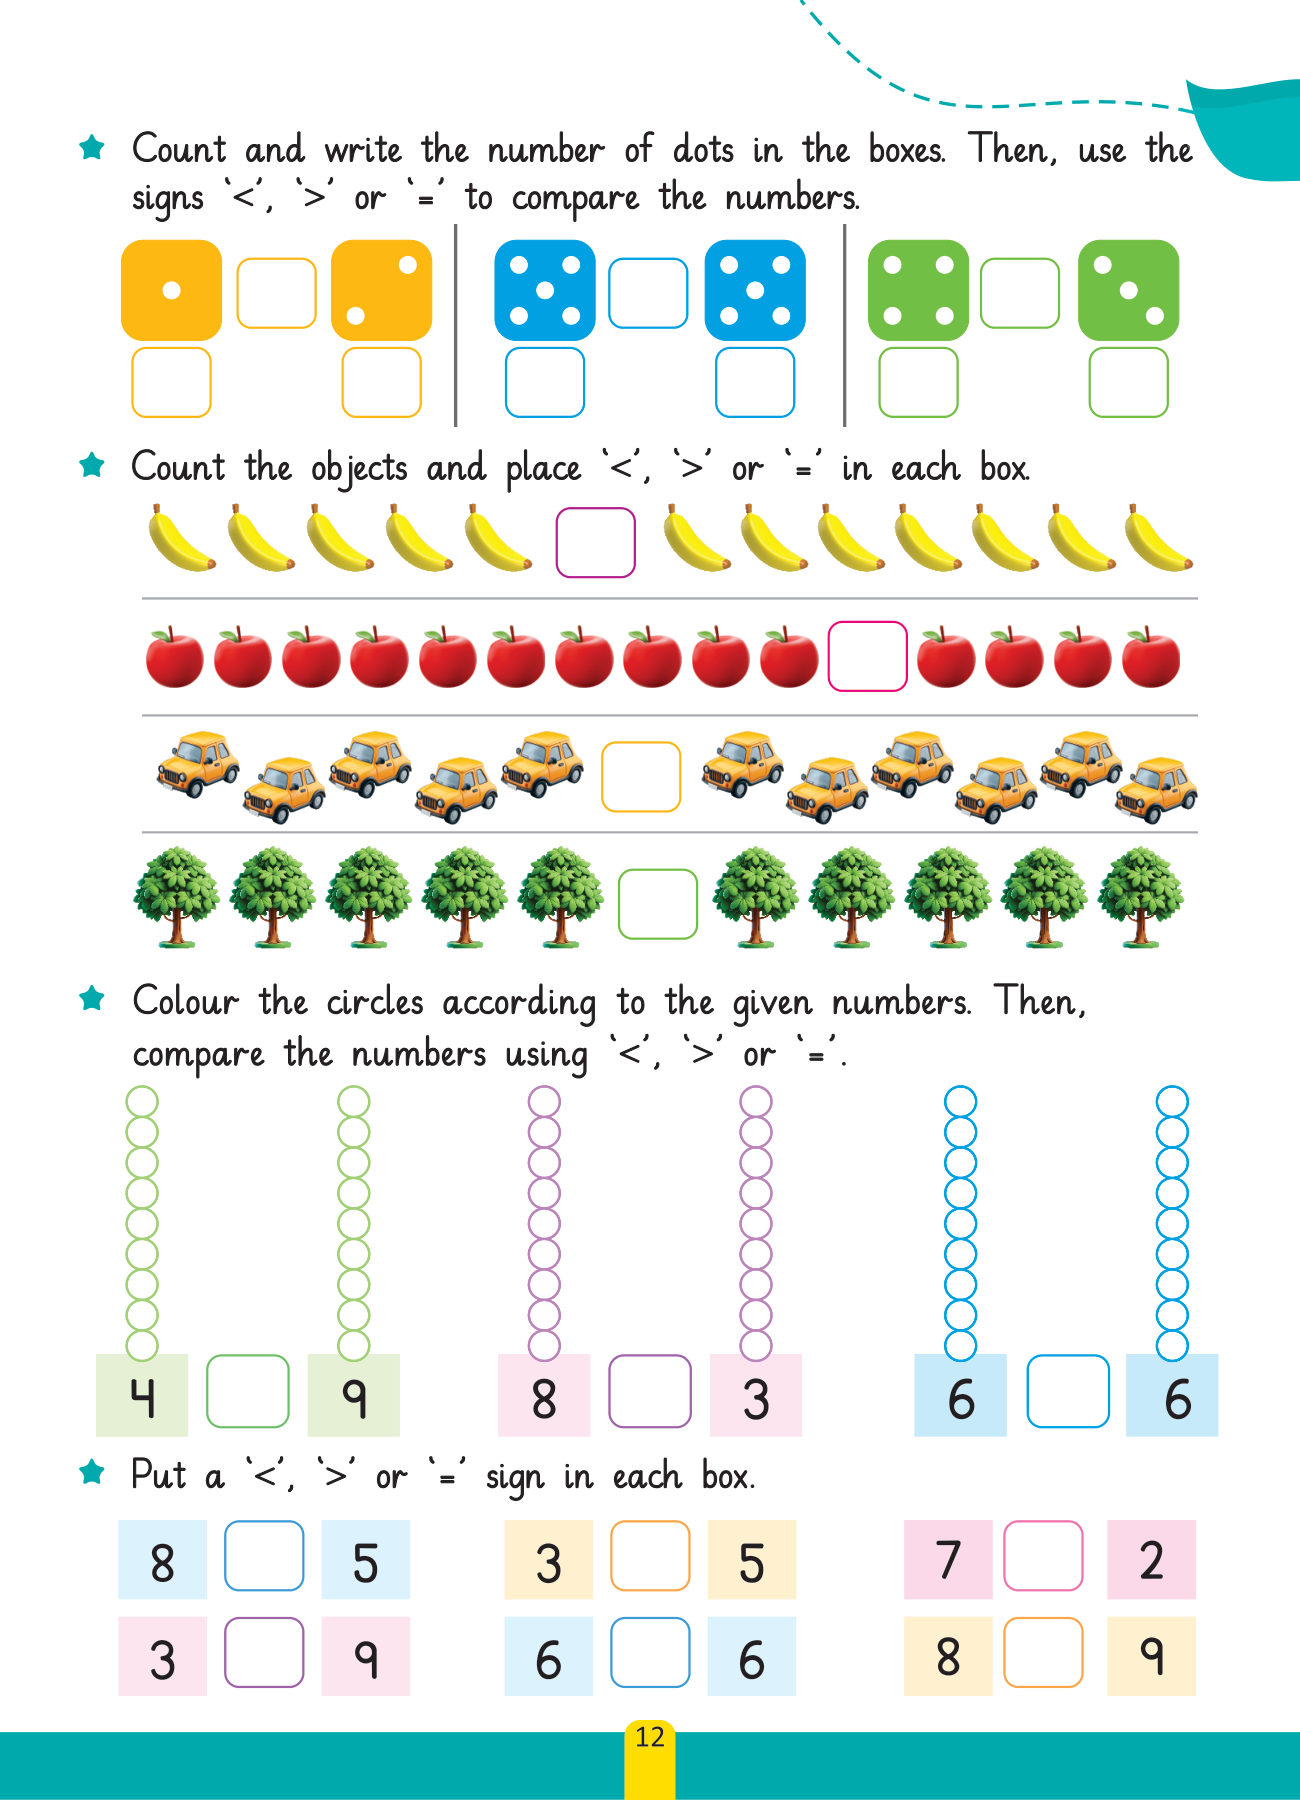 Count and write the number of dots in the boxes. Then, use the
signs ‘<’, ‘>’ or ‘=’ to compare the numbers.
Count the objects and place ‘<’, ‘>’ or ‘=’ in each box.
Colour the circles according to the given numbers. Then,
compare the numbers using ‘<’, ‘>’ or ‘=’.
4 9 8 3 6 6
Put a ‘<’, ‘>’ or ‘=’ sign in each box.
8 5 3 5 7 2
3 9 6 6 8 9
12